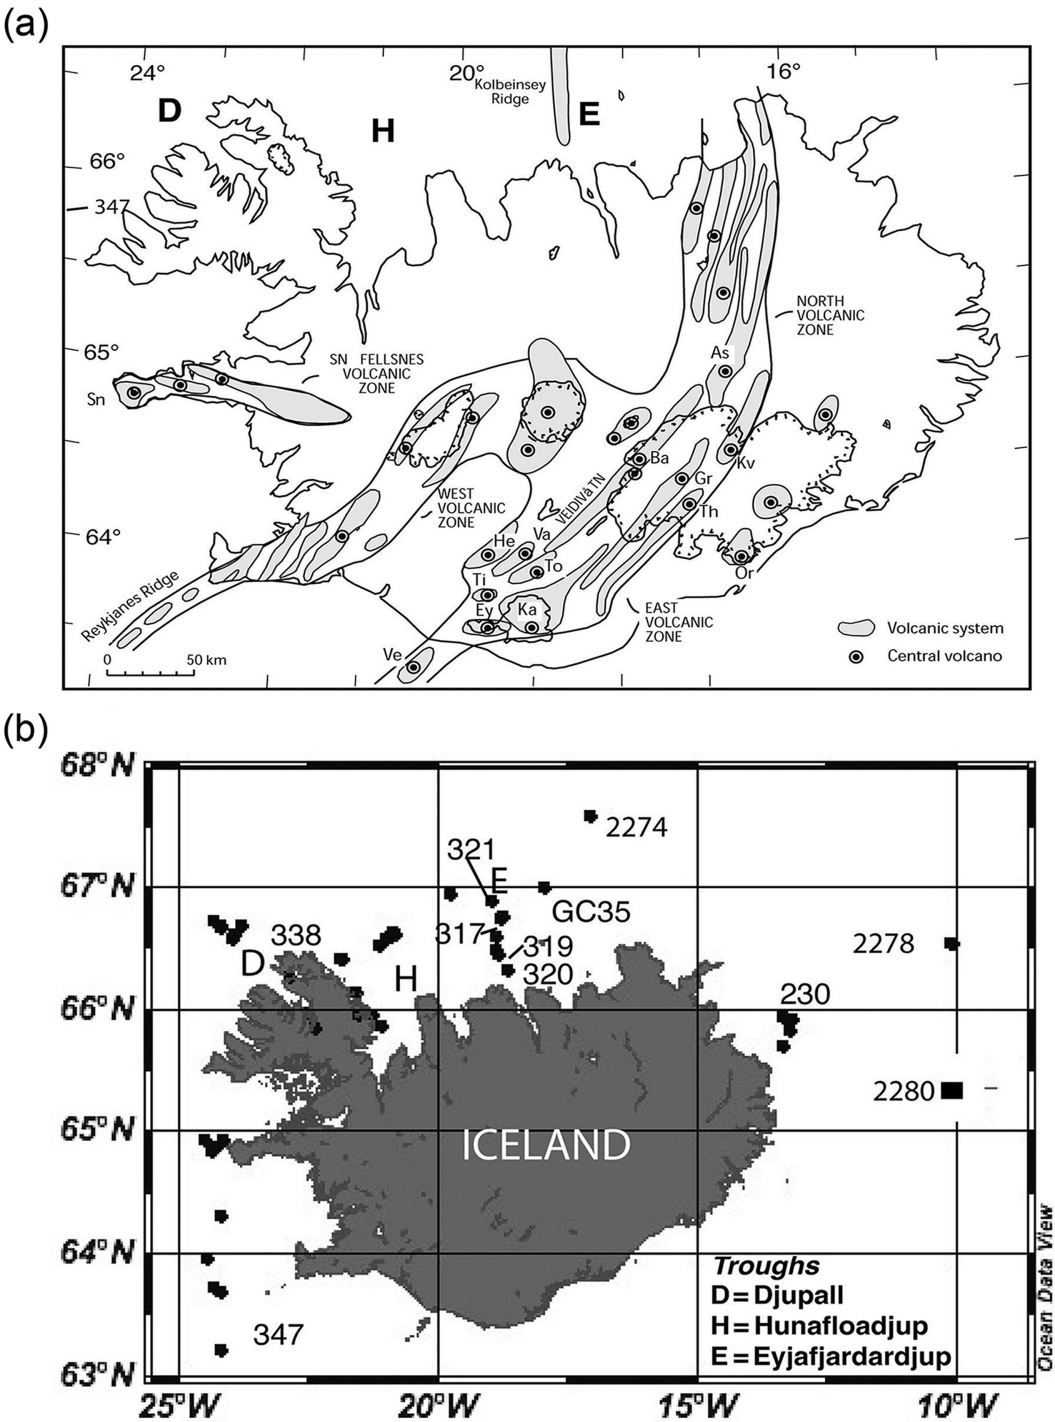 (a)
24°
20°
16°
Kolbeinsey
Ridge
D
H
E
66°
347
NORTH
VOLCANIC
ZONE
65°
SN FELLSNES
VOLCANIC
ZONE
As
Sn
Ba
Kv
Gr
WEST
VOLCANIC
ZONE
VEIDIVåTN
Th
64°
He
Va
To
Or
Ti
Reykjanes Ridge
Ey
Ka
EAST
VOLCANIC
ZONE
Volcanic system
Ve
0 50 km
Central volcano
(b)
68°N
2274
321
E
67°N
GC35
317
338
319
2278
D
H
320
66°N
230
2280
65°N
ICELAND
64°N
Troughs
D = Djupall
H = Hunafloadjup
E = Eyjafjardardjup
347
63°N
25°W
20°W
15°W
10°W
Ocean Data View